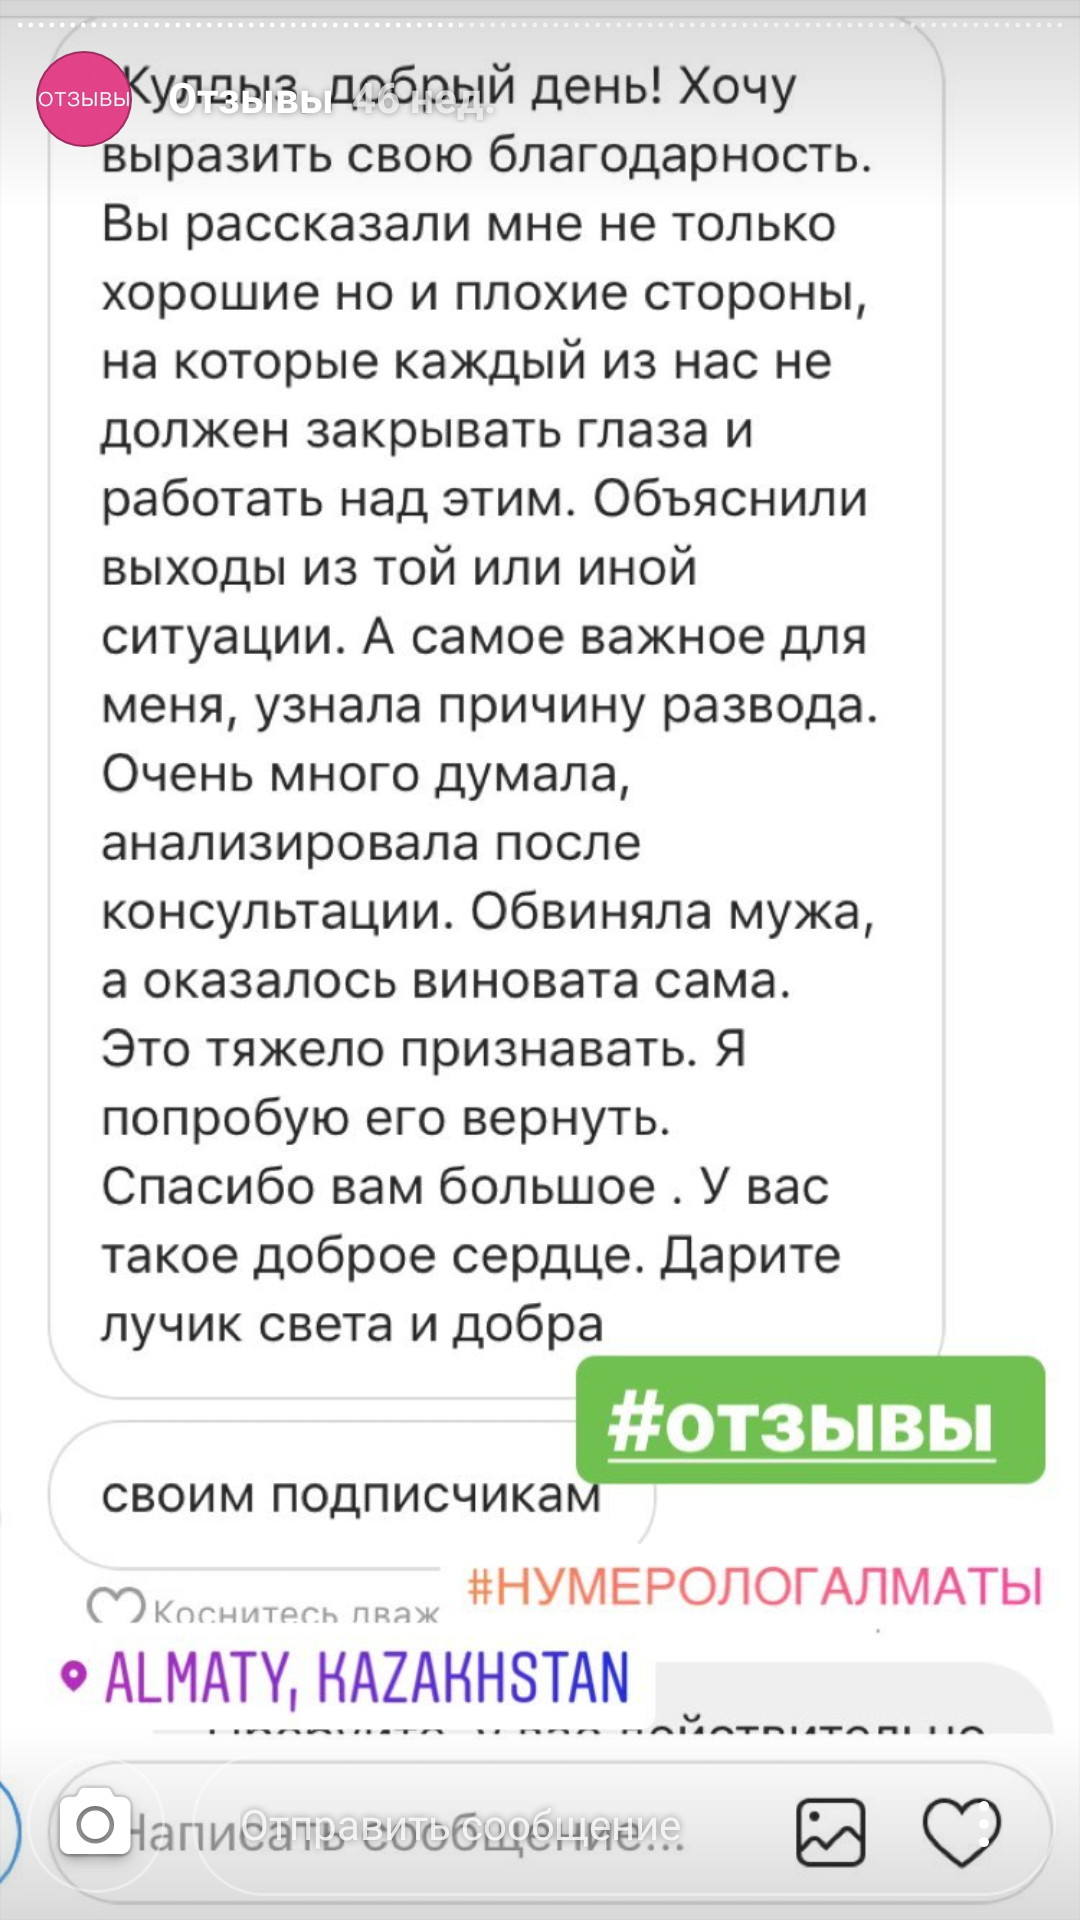 ОТЗЫВЫ
Отзывы 46 нед.
Кулдыз, добрый день! Хочу
выразить свою благодарность.
Вы рассказали мне не только
хорошие но и плохие стороны,
на которые каждый из нас не
должен закрывать глаза и
работать над этим. Объяснили
выходы из той или иной
ситуации. А самое важное для
меня, узнала причину развода.
Очень много думала,
анализировала после
консультации. Обвиняла мужа,
а оказалось виновата сама.
Это тяжело признавать. Я
попробую его вернуть.
Спасибо вам большое . У вас
такое доброе сердце. Дарите
лучик света и добра
#отзывы
своим подписчикам
#НУМЕРОЛОГАЛМАТЫ
Коснитесь дваж
ALMATY, KAZAKHSTAN
у вас действительно
Написать сообщение...
Отправить сообщение